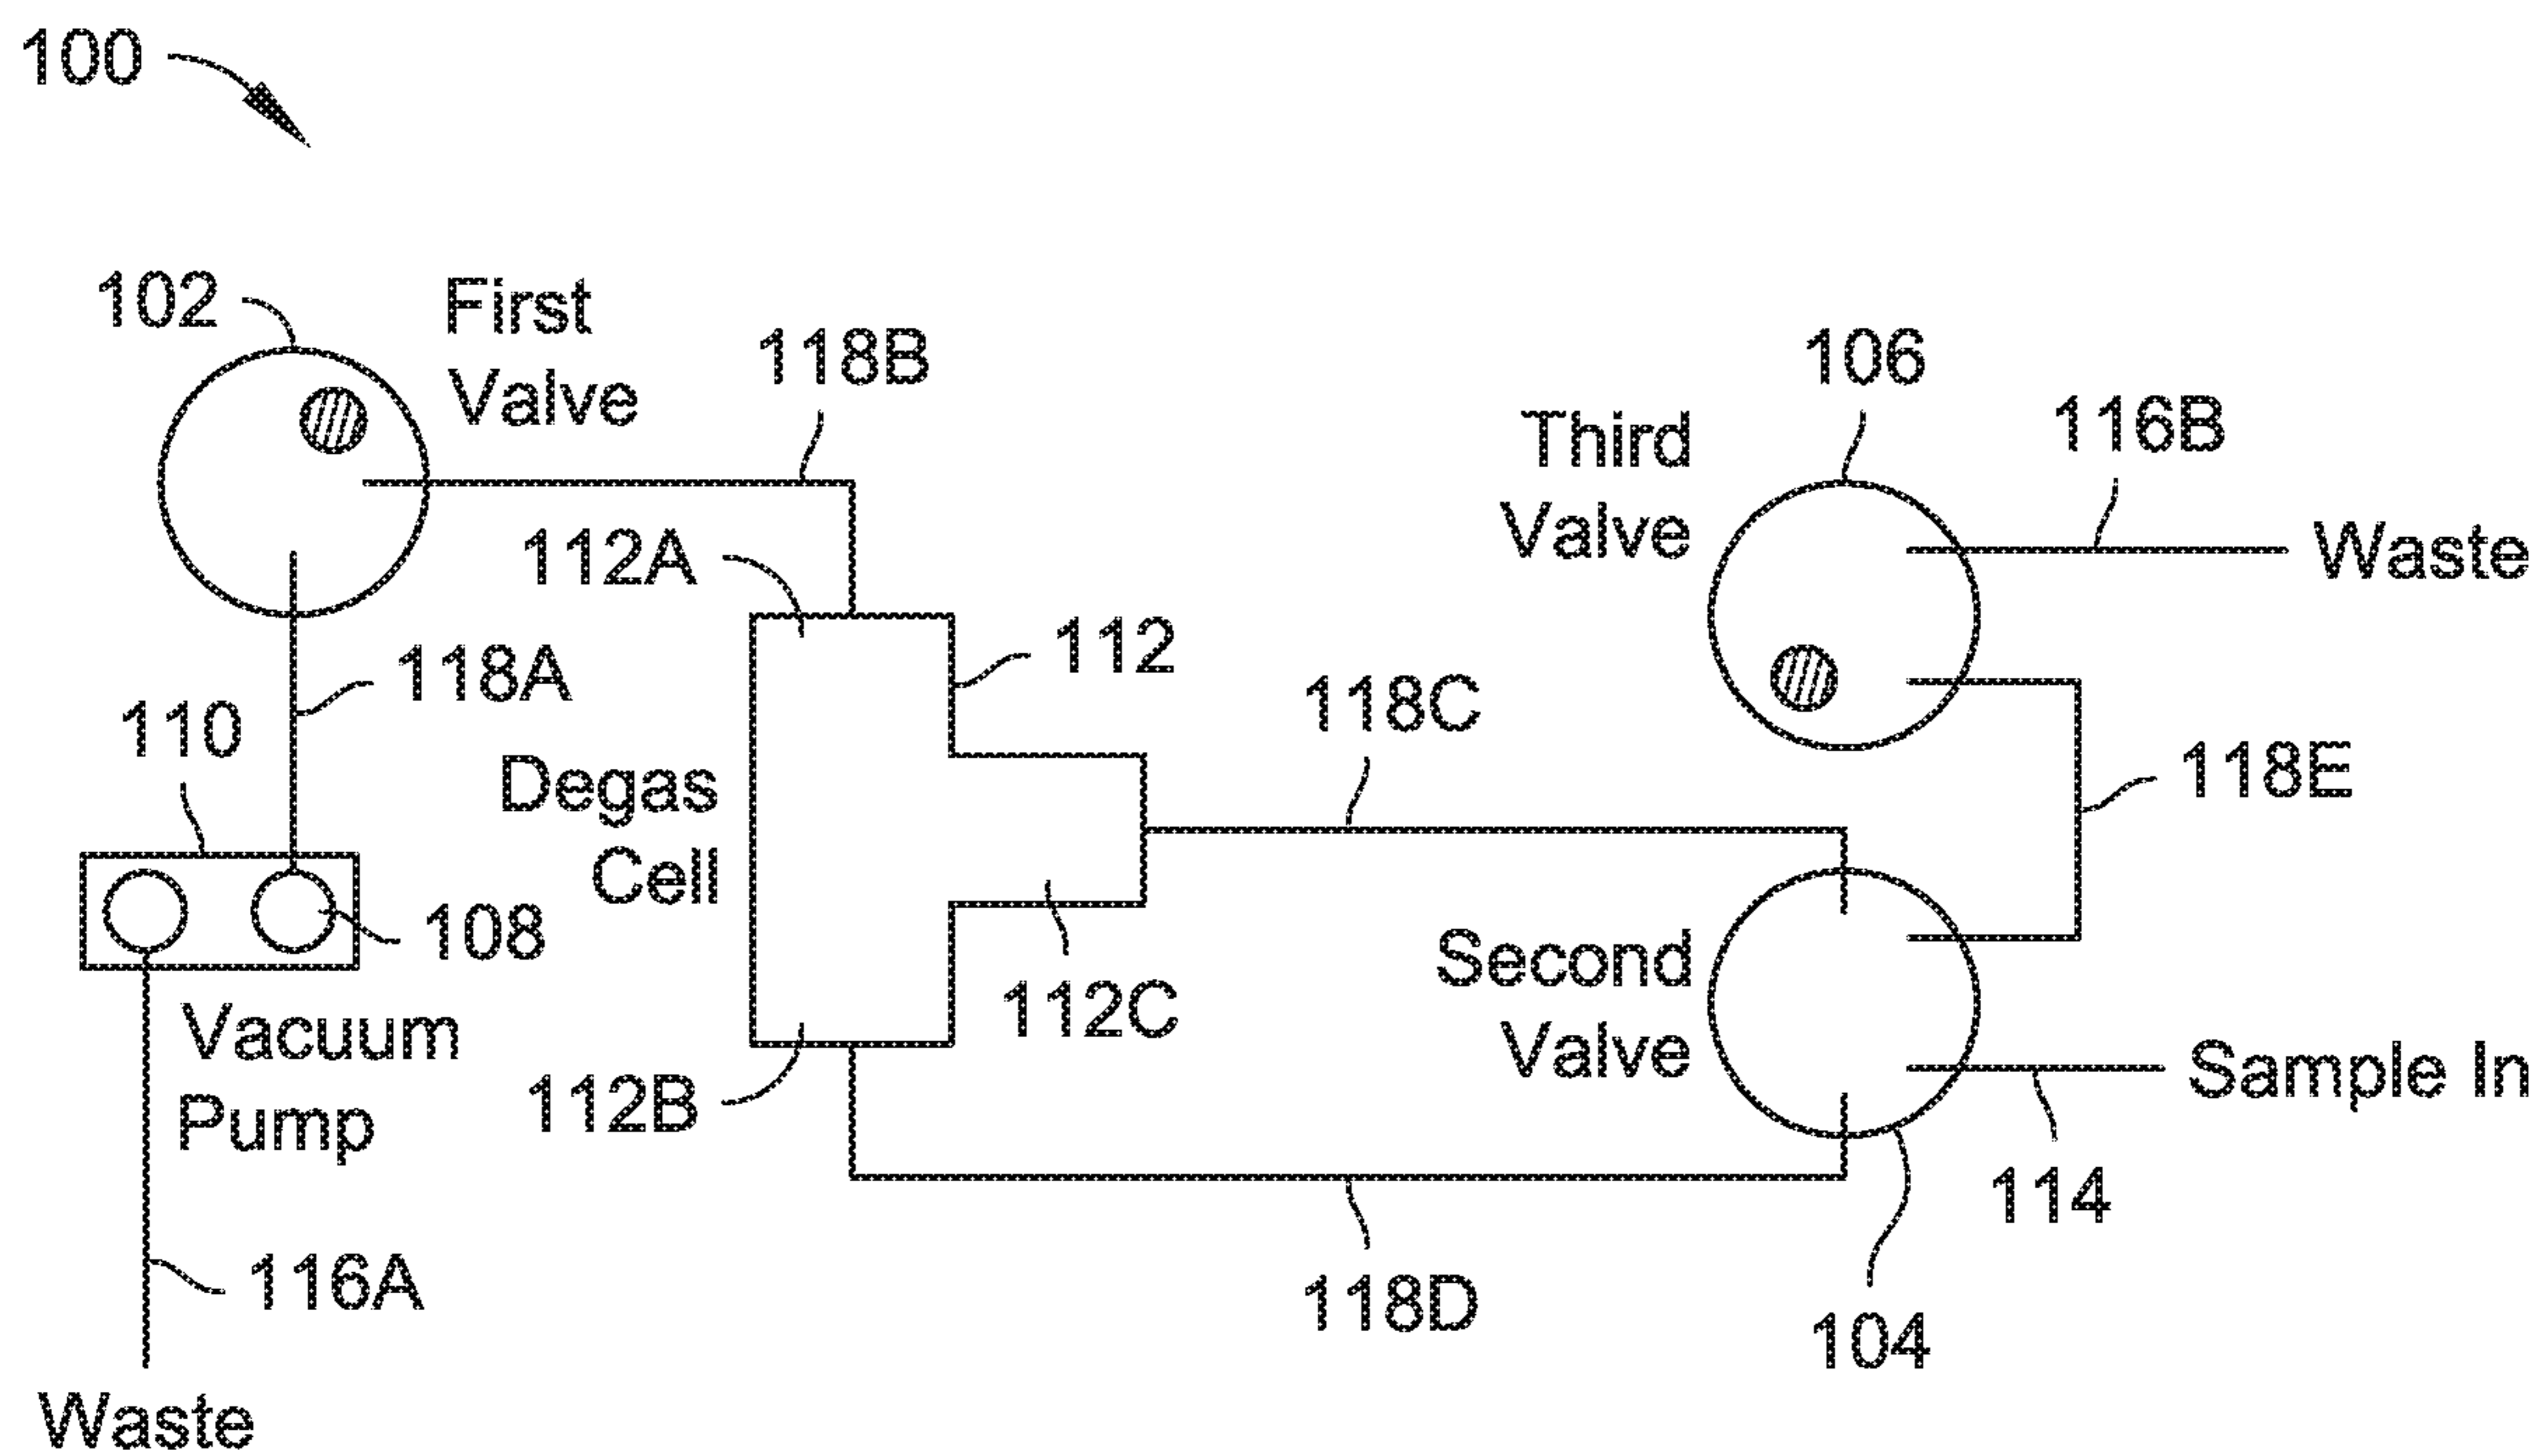 100
102
First
Valve
118B
106
Third
Valve
116B
Waste
112A
112
118A
118C
110
Degas
Cell
118E
108
Second
Valve
112C
Vacuum
Pump
112B
Sample In
114
116A
118D
104
Waste